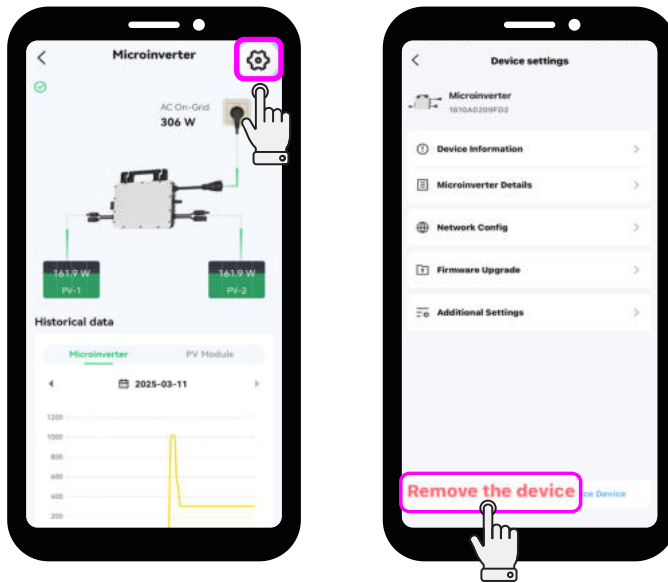 Microinverter
AC On-Grid
306 W
161.9 W
PV-1
161.9 W
PV-2
Historical data
Microinverter PV Module
2025-03-11
1200
1000
800
600
400
200
Device settings
Microinverter
1610A0209FD2
Device Information
Microinverter Details
Network Config
Firmware Upgrade
Additional Settings
Remove the device ce Device